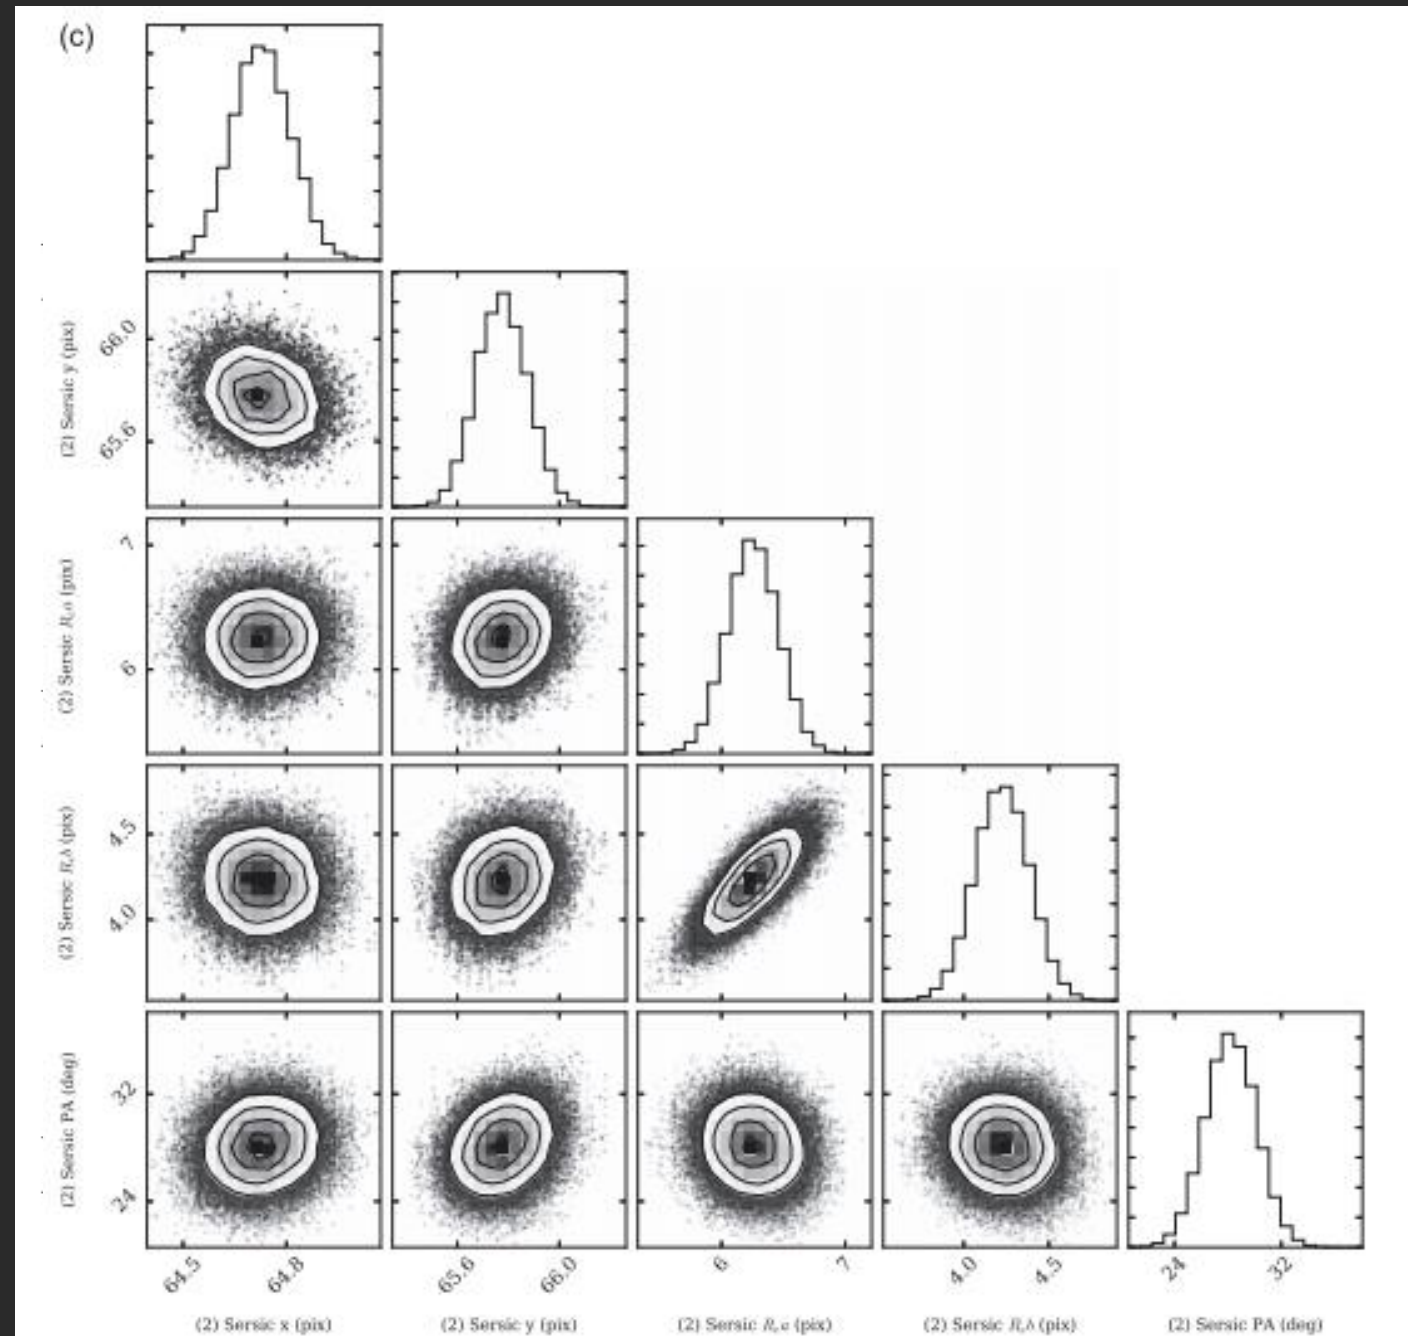 (c)
(2) Sersic y (pix)
66.0
65.6
(2) Sersic R,a (pix)
7
6
(2) Sersic R,b (pix)
4.5
4.0
(2) Sersic PA (deg)
32
24
64.5 64.8 65.6 66.0 6 7 4.0 4.5 24 32
(2) Sersic x (pix) (2) Sersic y (pix) (2) Sersic R,a (pix) (2) Sersic R,b (pix) (2) Sersic PA (deg)